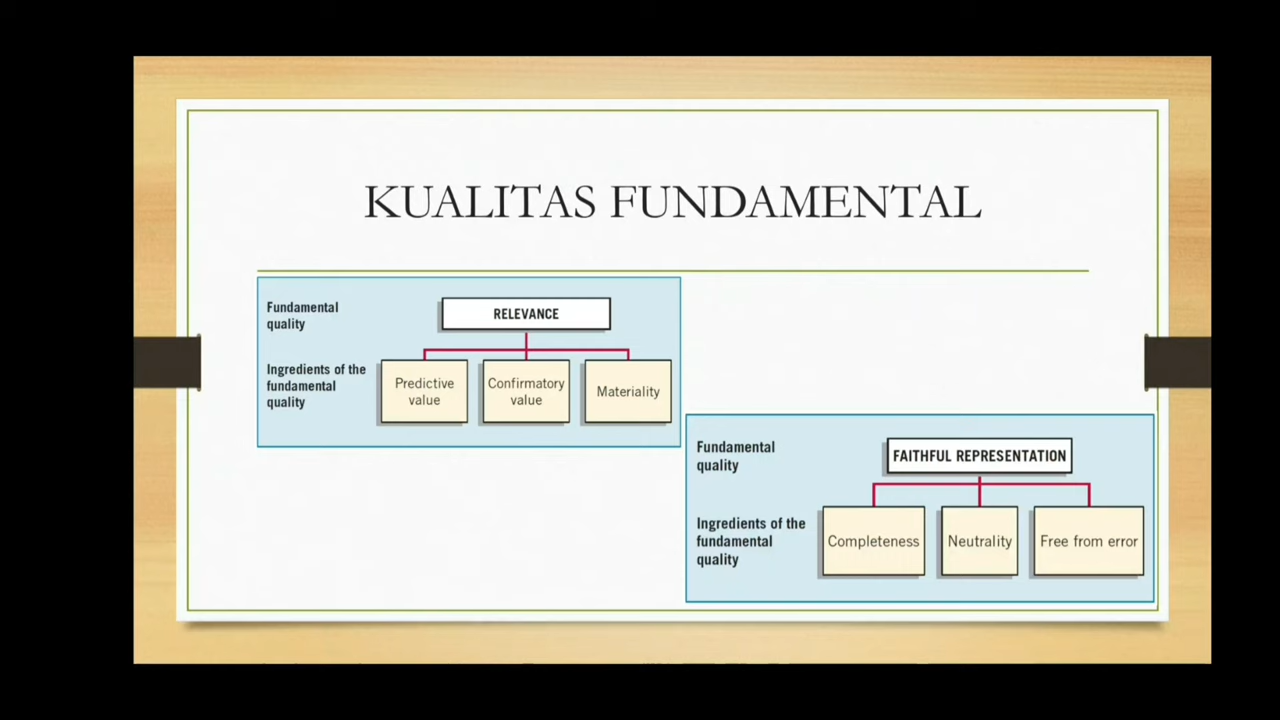 KUALITAS FUNDAMENTAL
Fundamental
quality
RELEVANCE
Ingredients of the
fundamental
quality
Predictive
value
Confirmatory
value
Materiality
Fundamental
quality
FAITHFUL REPRESENTATION
Ingredients of the
fundamental
quality
Completeness
Neutrality
Free from error